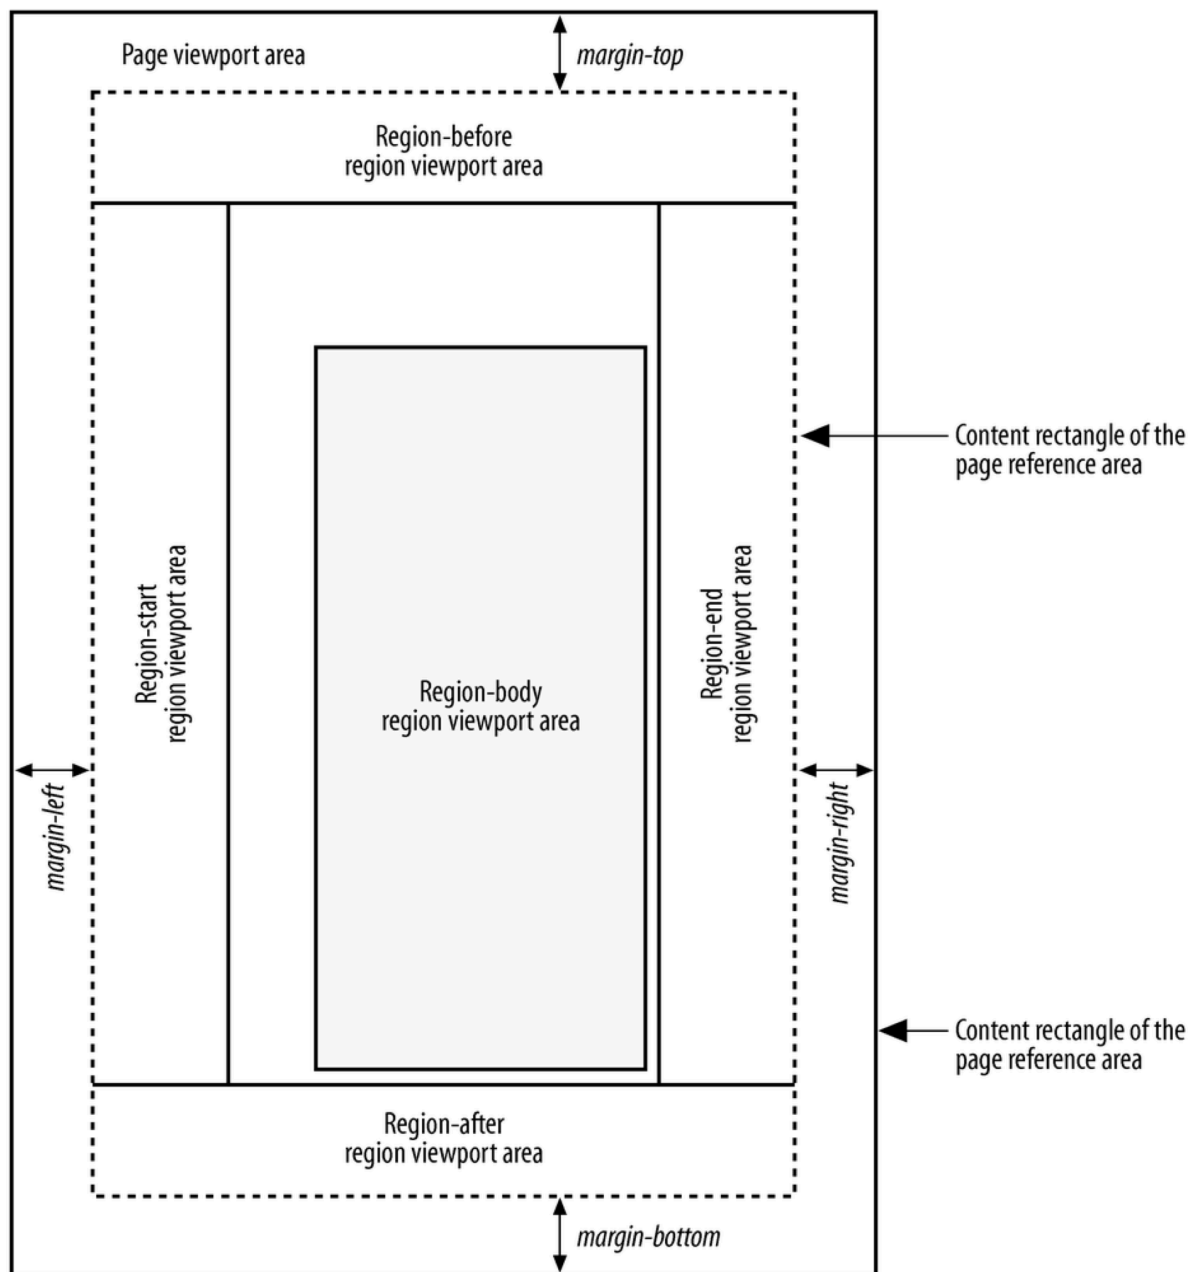 Page viewport area
margin-top
Region-before
region viewport area
Content rectangle of the
page reference area
Region-start
region viewport area
Region-end
region viewport area
Region-body
region viewport area
margin-left
margin-right
Content rectangle of the
page reference area
Region-after
region viewport area
margin-bottom